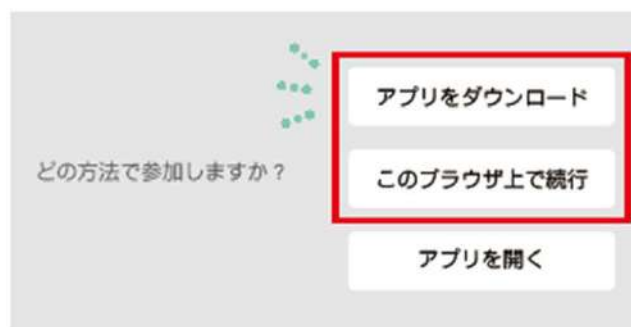 アプリをダウンロード
どの方法で参加しますか？
このブラウザ上で続行
アプリを開く